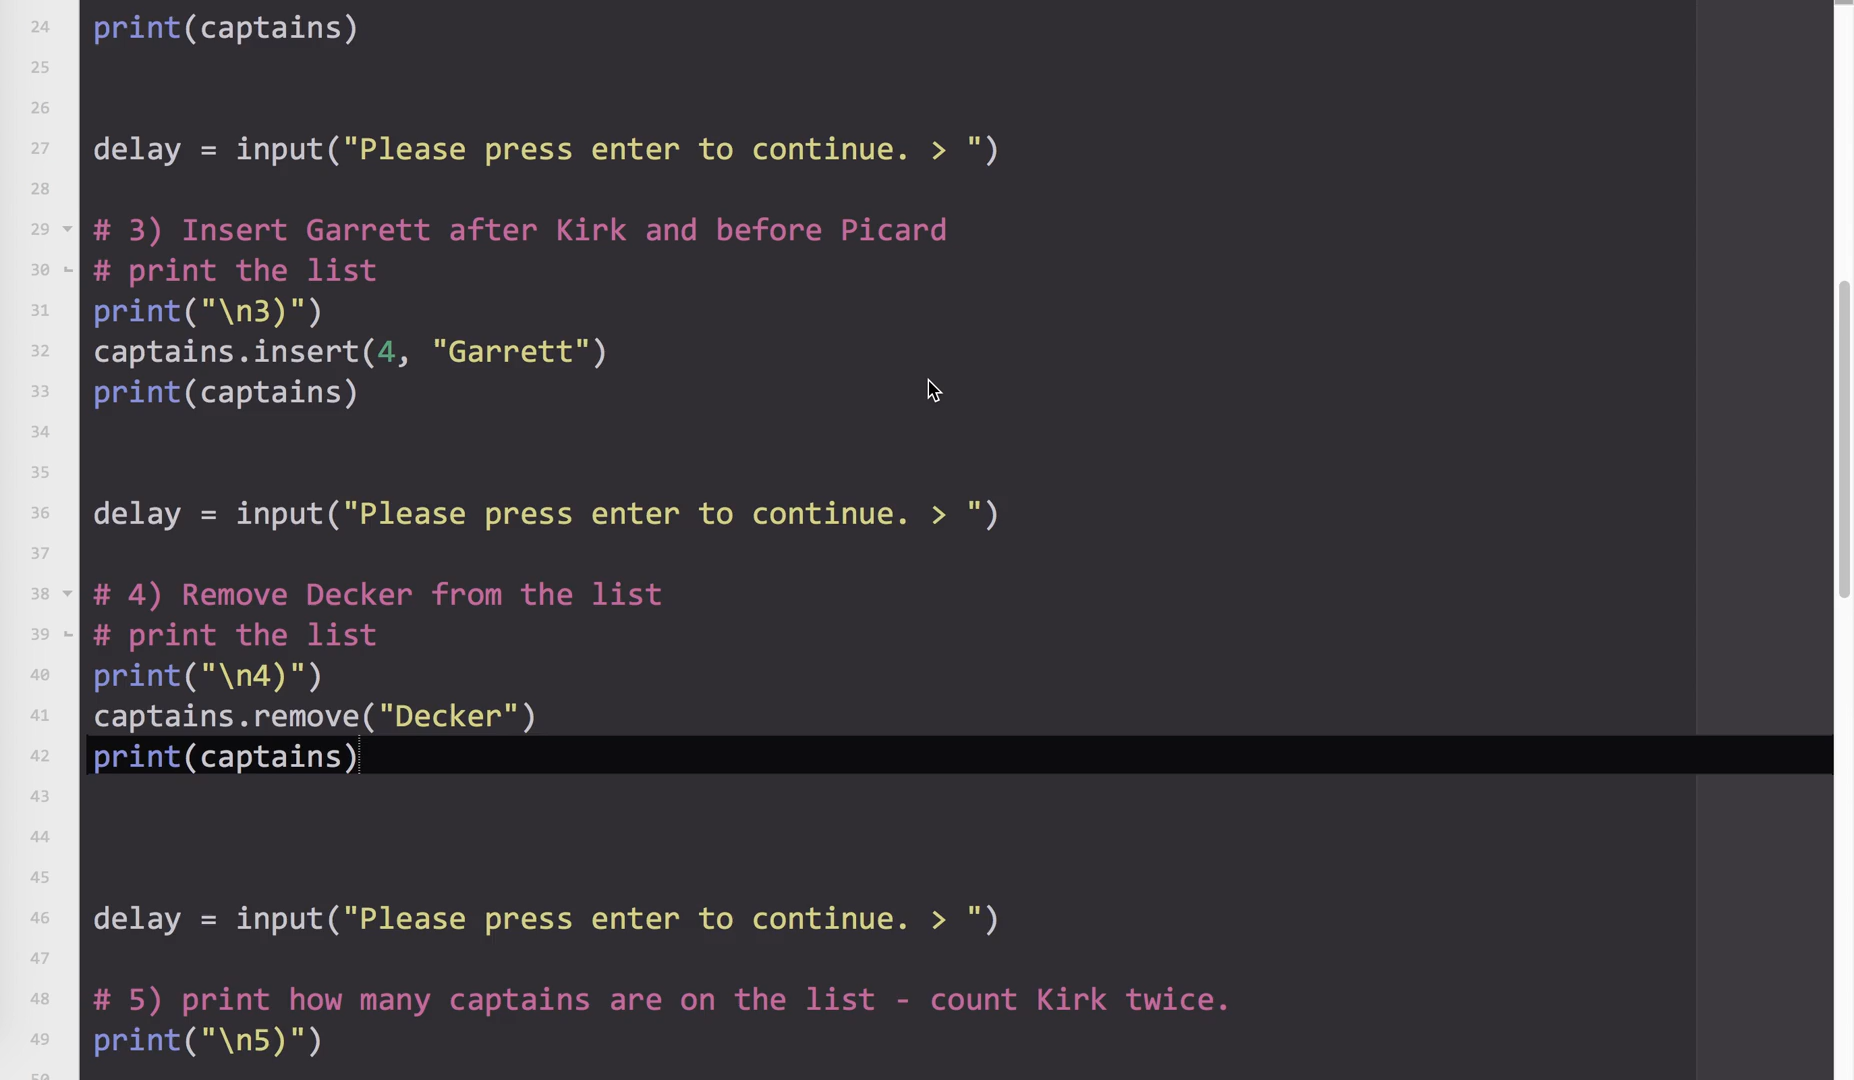 24 print(captains)
25
26
27 delay = input("Please press enter to continue. > ")
28
29 # 3) Insert Garrett after Kirk and before Picard
30 # print the list
31 print("\n3)")
32 captains.insert(4, "Garrett")
33 print(captains)
34
35
36 delay = input("Please press enter to continue. > ")
37
38 # 4) Remove Decker from the list
39 # print the list
40 print("\n4)")
41 captains.remove("Decker")
42 print(captains)
43
44
45
46 delay = input("Please press enter to continue. > ")
47
48 # 5) print how many captains are on the list - count Kirk twice.
49 print("\n5)")
50